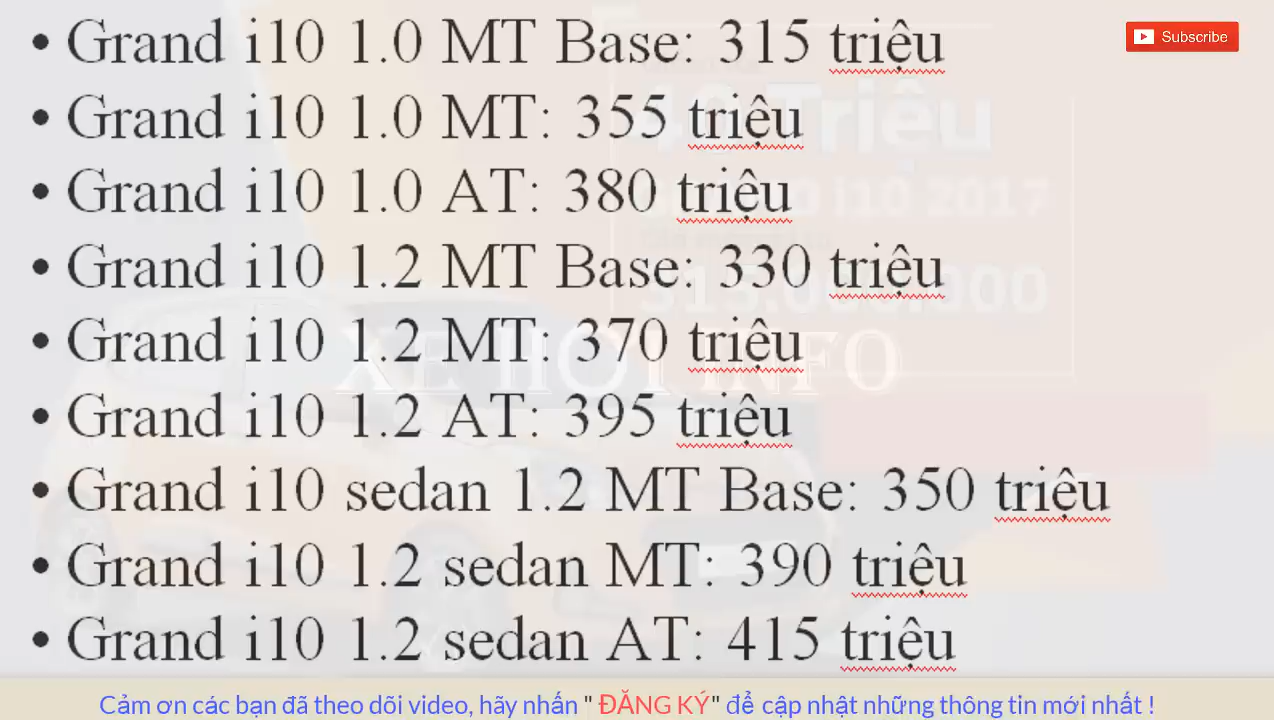 • Grand i10 1.0 MT Base: 315 triệu
Subscribe
• Grand i10 1.0 MT: 355 triệu
• Grand i10 1.0 AT: 380 triệu
• Grand i10 1.2 MT Base: 330 triệu
• Grand i10 1.2 MT: 370 triệu
XE HOI INFO
• Grand i10 1.2 AT: 395 triệu
• Grand i10 sedan 1.2 MT Base: 350 triệu
• Grand i10 1.2 sedan MT: 390 triệu
• Grand i10 1.2 sedan AT: 415 triệu
Cảm ơn các bạn đã theo dõi video, hãy nhấn " ĐĂNG KÝ" để cập nhật những thông tin mới nhất !